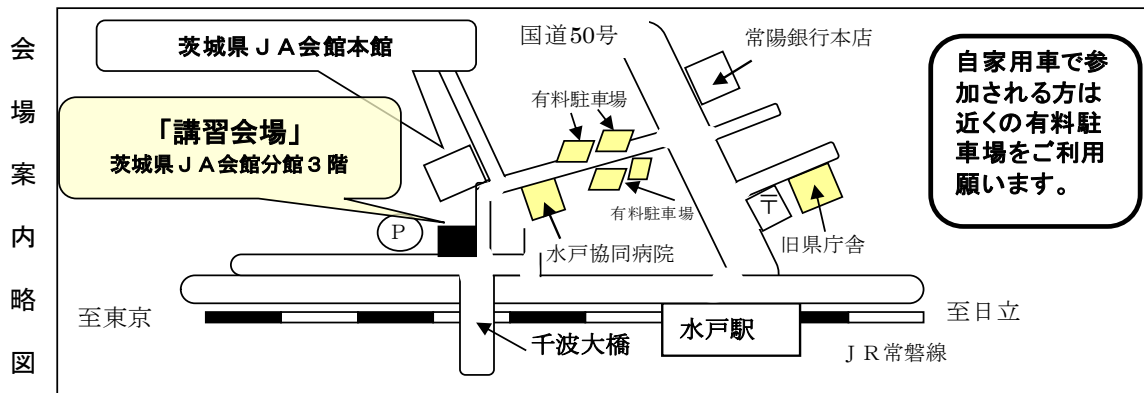 会場案内略図
茨城県ＪＡ会館本館
「講習会場」
茨城県ＪＡ会館分館３階
国道50号
常陽銀行本店
有料駐車場
有料駐車場
〒
旧県庁舎
水戸協同病院
P
至東京
千波大橋
水戸駅
至日立
ＪＲ常磐線
自家用車で参
加される方は
近くの有料駐
車場をご利用
願います。